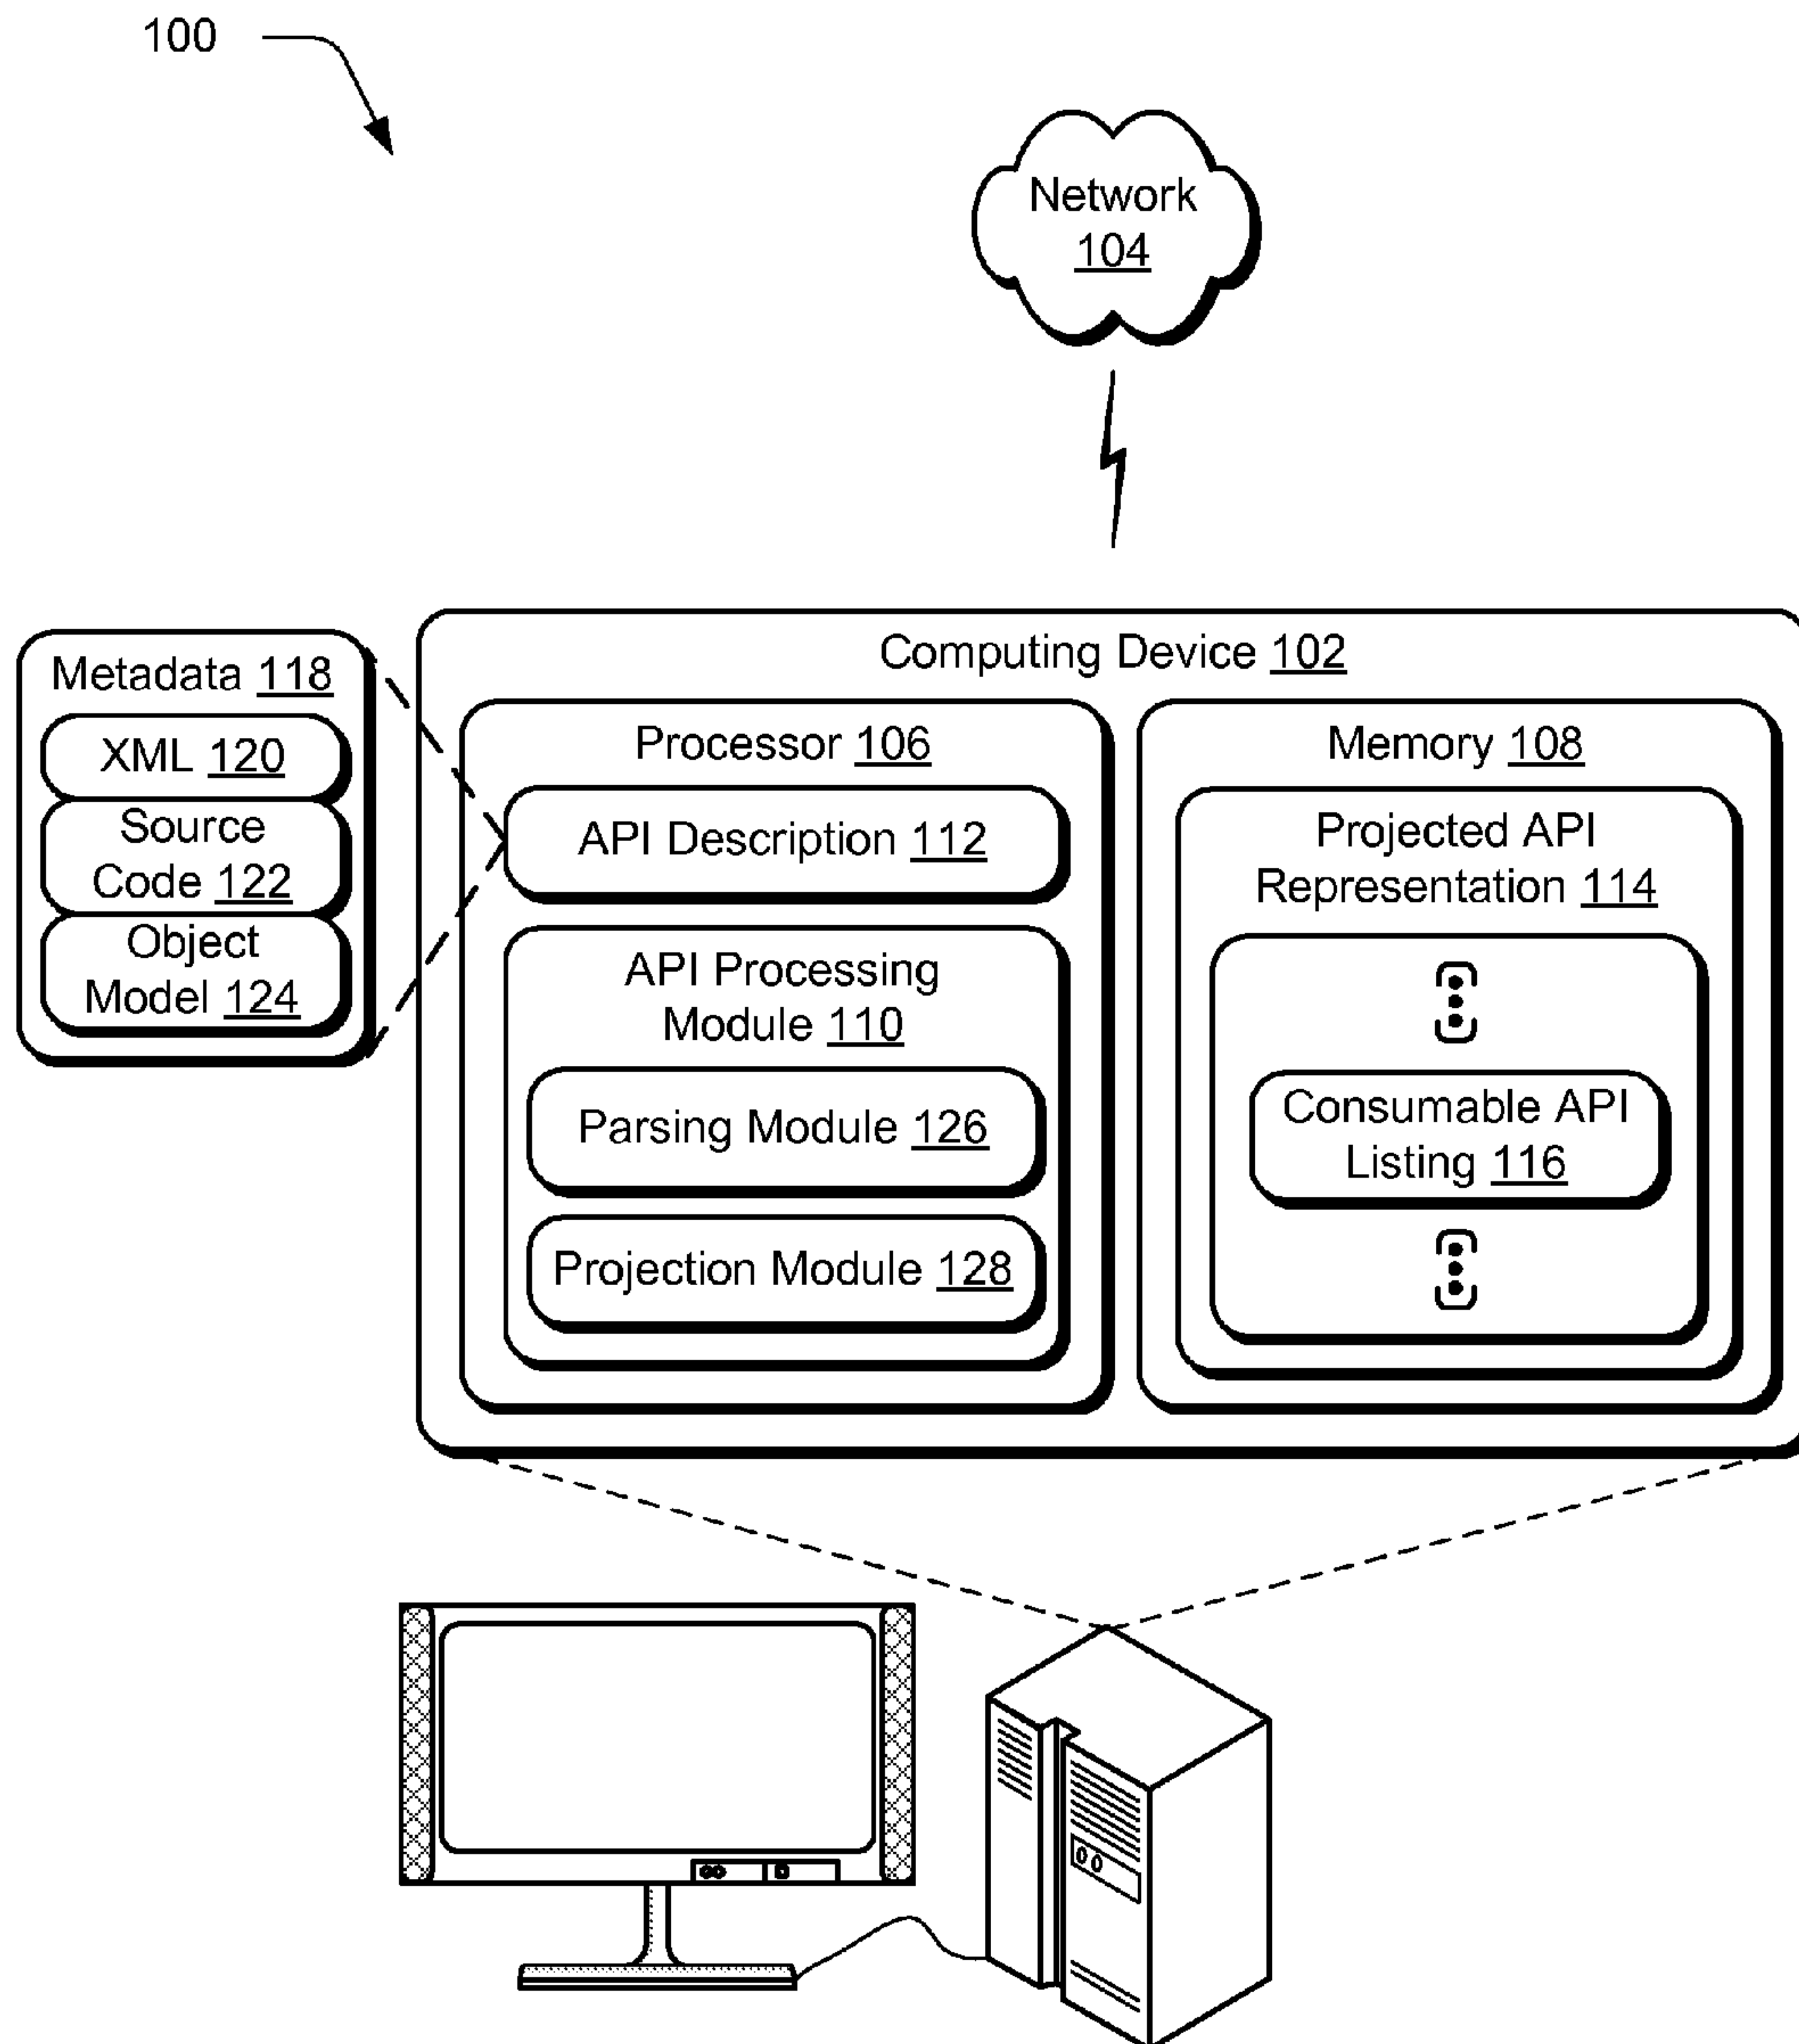 100
Network
104
Computing Device 102
Metadata 118
XML 120
Source
Code 122
Object
Model 124
Processor 106
API Description 112
API Processing
Module 110
Parsing Module 126
Projection Module 128
Memory 108
Projected API
Representation 114
Consumable API
Listing 116